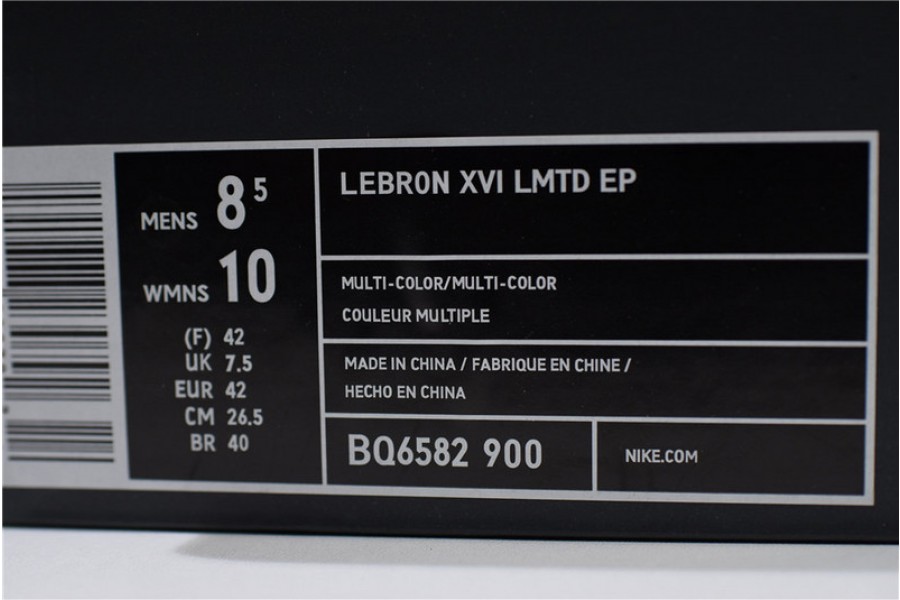 MENS 8 5
WMNS 10
(F) 42
UK 7.5
EUR 42
CM 26.5
BR 40
LEBRON XVI LMTD EP
MULTI-COLOR/MULTI-COLOR
COULEUR MULTIPLE
MADE IN CHINA / FABRIQUE EN CHINE /
HECHO EN CHINA
BQ6582 900
NIKE.COM